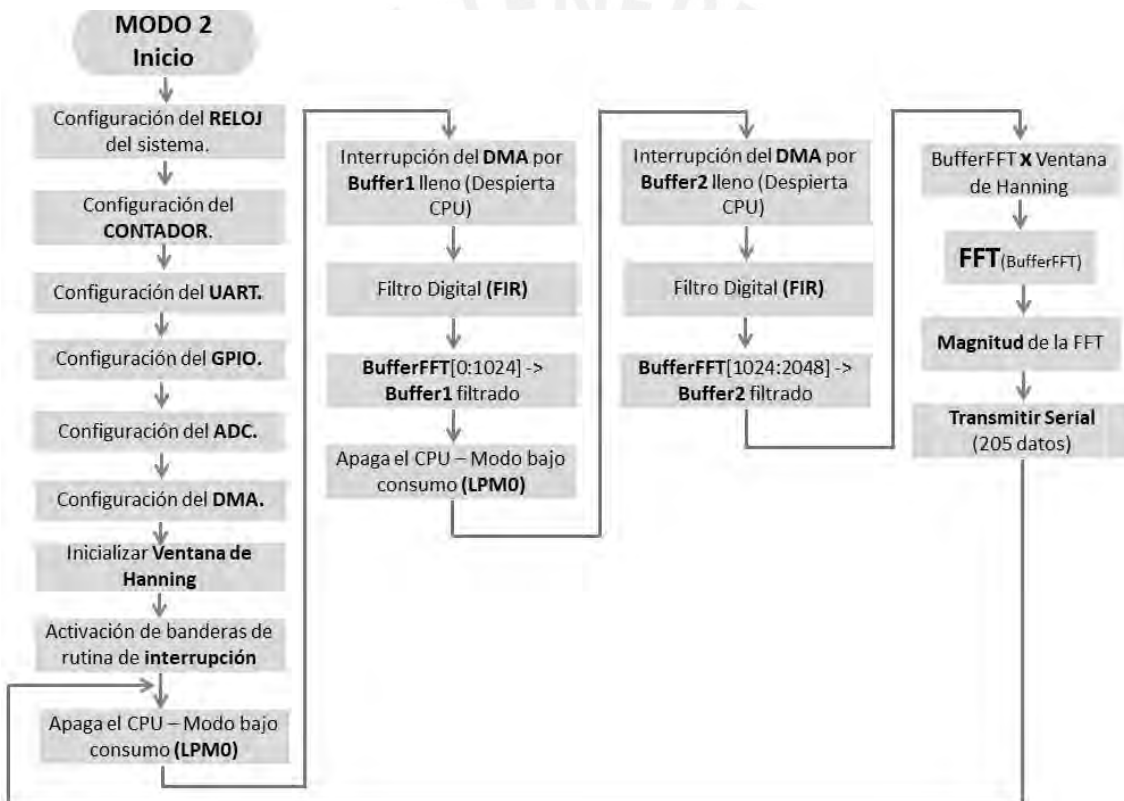 MODO 2
Inicio
Configuración del RELOJ
del sistema.
Configuración del
CONTADOR.
Configuración del UART.
Configuración del GPIO.
Configuración del ADC.
Configuración del DMA.
Inicializar Ventana de
Hanning
Activación de banderas de
rutina de interrupción
Apaga el CPU – Modo bajo
consumo (LPM0)
Interrupción del DMA por
Buffer1 lleno (Despierta
CPU)
Filtro Digital (FIR)
BufferFFT[0:1024] ->
Buffer1 filtrado
Apaga el CPU – Modo bajo
consumo (LPM0)
Interrupción del DMA por
Buffer2 lleno (Despierta
CPU)
Filtro Digital (FIR)
BufferFFT[1024:2048] ->
Buffer2 filtrado
BufferFFT X Ventana
de Hanning
FFT(BufferFFT)
Magnitud de la FFT
Transmitir Serial
(205 datos)